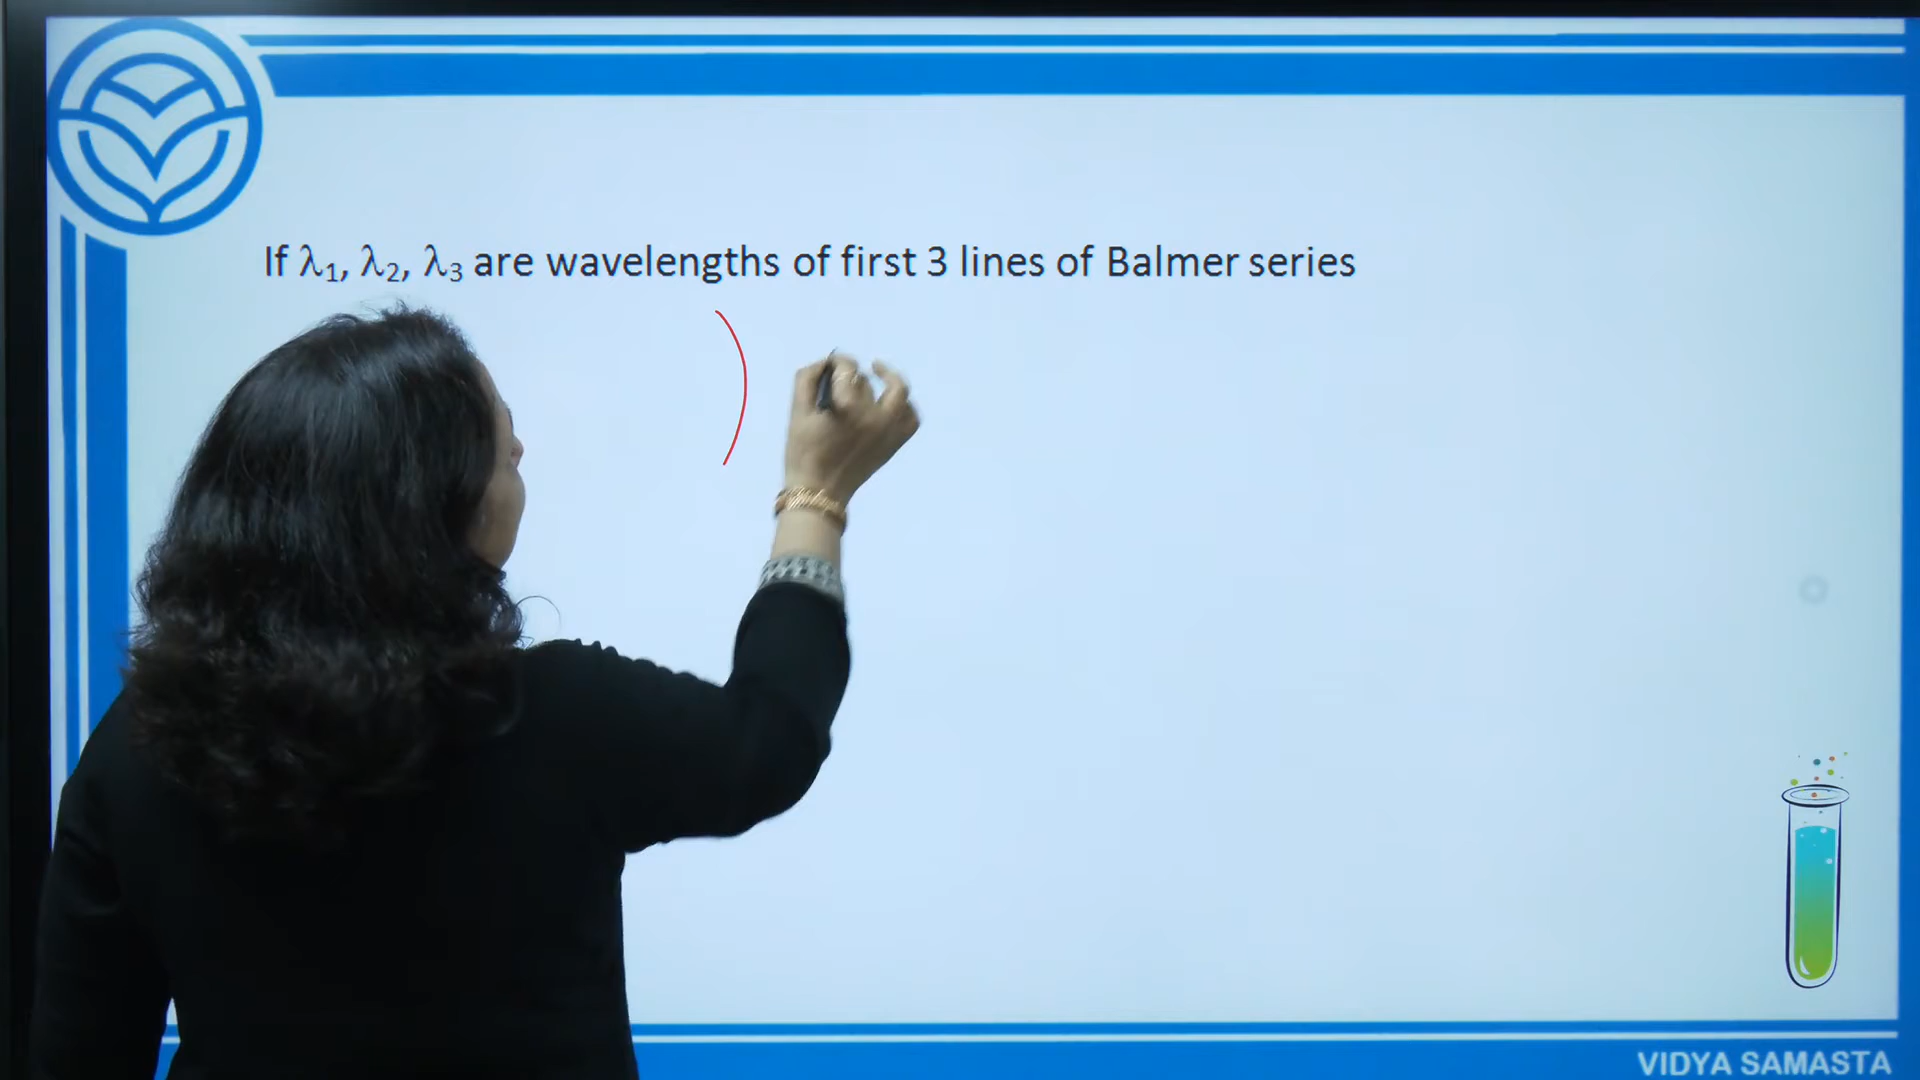 If λ₁, λ₂, λ₃ are wavelengths of first 3 lines of Balmer series
VIDYA SAMASTA